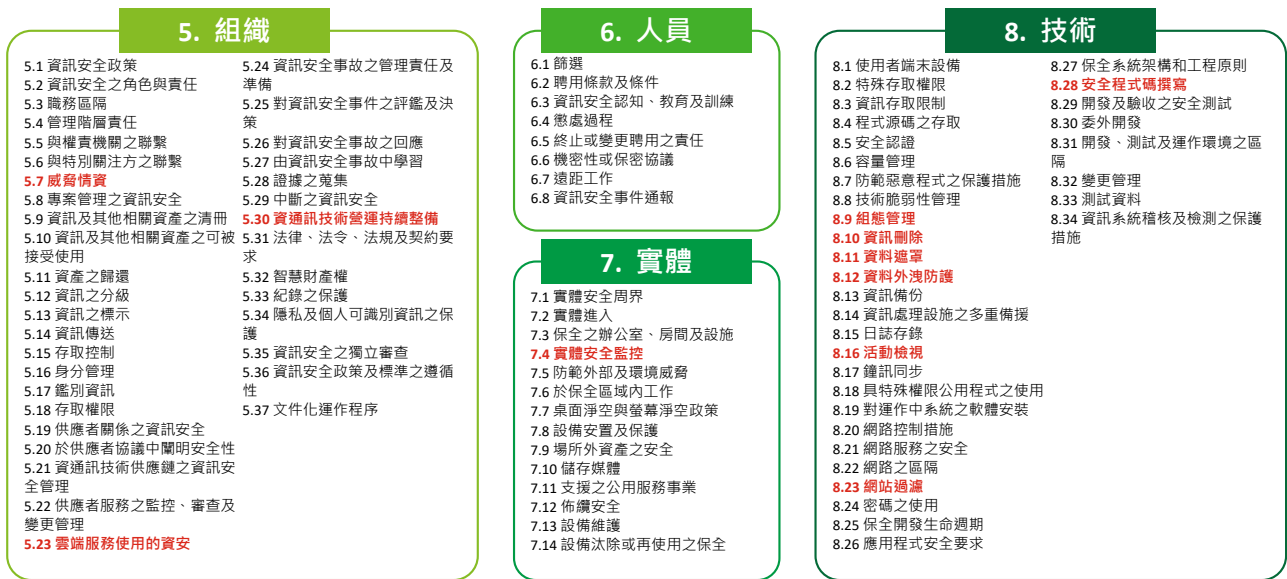 5. 組織
5.1 資訊安全政策
5.2 資訊安全之角色與責任
5.3 職務區隔
5.4 管理階層責任
5.5 與權責機關之聯繫
5.6 與特別關注方之聯繫
5.7 威脅情資
5.8 專案管理之資訊安全
5.9 資訊及其他相關資產之清冊
5.10 資訊及其他相關資產之可被
接受使用
5.11 資產之歸還
5.12 資訊之分級
5.13 資訊之標示
5.14 資訊傳送
5.15 存取控制
5.16 身分管理
5.17 鑑別資訊
5.18 存取權限
5.19 供應者關係之資訊安全
5.20 於供應者協議中闡明安全性
5.21 資通訊技術供應鏈之資訊安
全管理
5.22 供應者服務之監控、審查及
變更管理
5.23 雲端服務使用的資安
5.24 資訊安全事故之管理責任及
準備
5.25 對資訊安全事件之評鑑及決
策
5.26 對資訊安全事故之回應
5.27 由資訊安全事故中學習
5.28 證據之蒐集
5.29 中斷之資訊安全
5.30 資通訊技術營運持續整備
5.31 法律、法令、法規及契約要
求
5.32 智慧財產權
5.33 紀錄之保護
5.34 隱私及個人可識別資訊之保
護
5.35 資訊安全之獨立審查
5.36 資訊安全政策及標準之遵循
性
5.37 文件化運作程序
6. 人員
6.1 篩選
6.2 聘用條款及條件
6.3 資訊安全認知、教育及訓練
6.4 懲處過程
6.5 終止或變更聘用之責任
6.6 機密性或保密協議
6.7 遠距工作
6.8 資訊安全事件通報
7. 實體
7.1 實體安全周界
7.2 實體進入
7.3 保全之辦公室、房間及設施
7.4 實體安全監控
7.5 防範外部及環境威脅
7.6 於保全區域內工作
7.7 桌面淨空與螢幕淨空政策
7.8 設備安置及保護
7.9 場所外資產之安全
7.10 儲存媒體
7.11 支援之公用服務事業
7.12 佈纜安全
7.13 設備維護
7.14 設備汰除或再使用之保全
8. 技術
8.1 使用者端末設備
8.2 特殊存取權限
8.3 資訊存取限制
8.4 程式源碼之存取
8.5 安全認證
8.6 容量管理
8.7 防範惡意程式之保護措施
8.8 技術脆弱性管理
8.9 組態管理
8.10 資訊刪除
8.11 資料遮罩
8.12 資料外洩防護
8.13 資訊備份
8.14 資訊處理設施之多重備援
8.15 日誌存錄
8.16 活動檢視
8.17 鐘訊同步
8.18 具特殊權限公用程式之使用
8.19 對運作中系統之軟體安裝
8.20 網路控制措施
8.21 網路服務之安全
8.22 網路之區隔
8.23 網站過濾
8.24 密碼之使用
8.25 保全開發生命週期
8.26 應用程式安全要求
8.27 保全系統架構和工程原則
8.28 安全程式碼撰寫
8.29 開發及驗收之安全測試
8.30 委外開發
8.31 開發、測試及運作環境之區
隔
8.32 變更管理
8.33 測試資料
8.34 資訊系統稽核及檢測之保護
措施